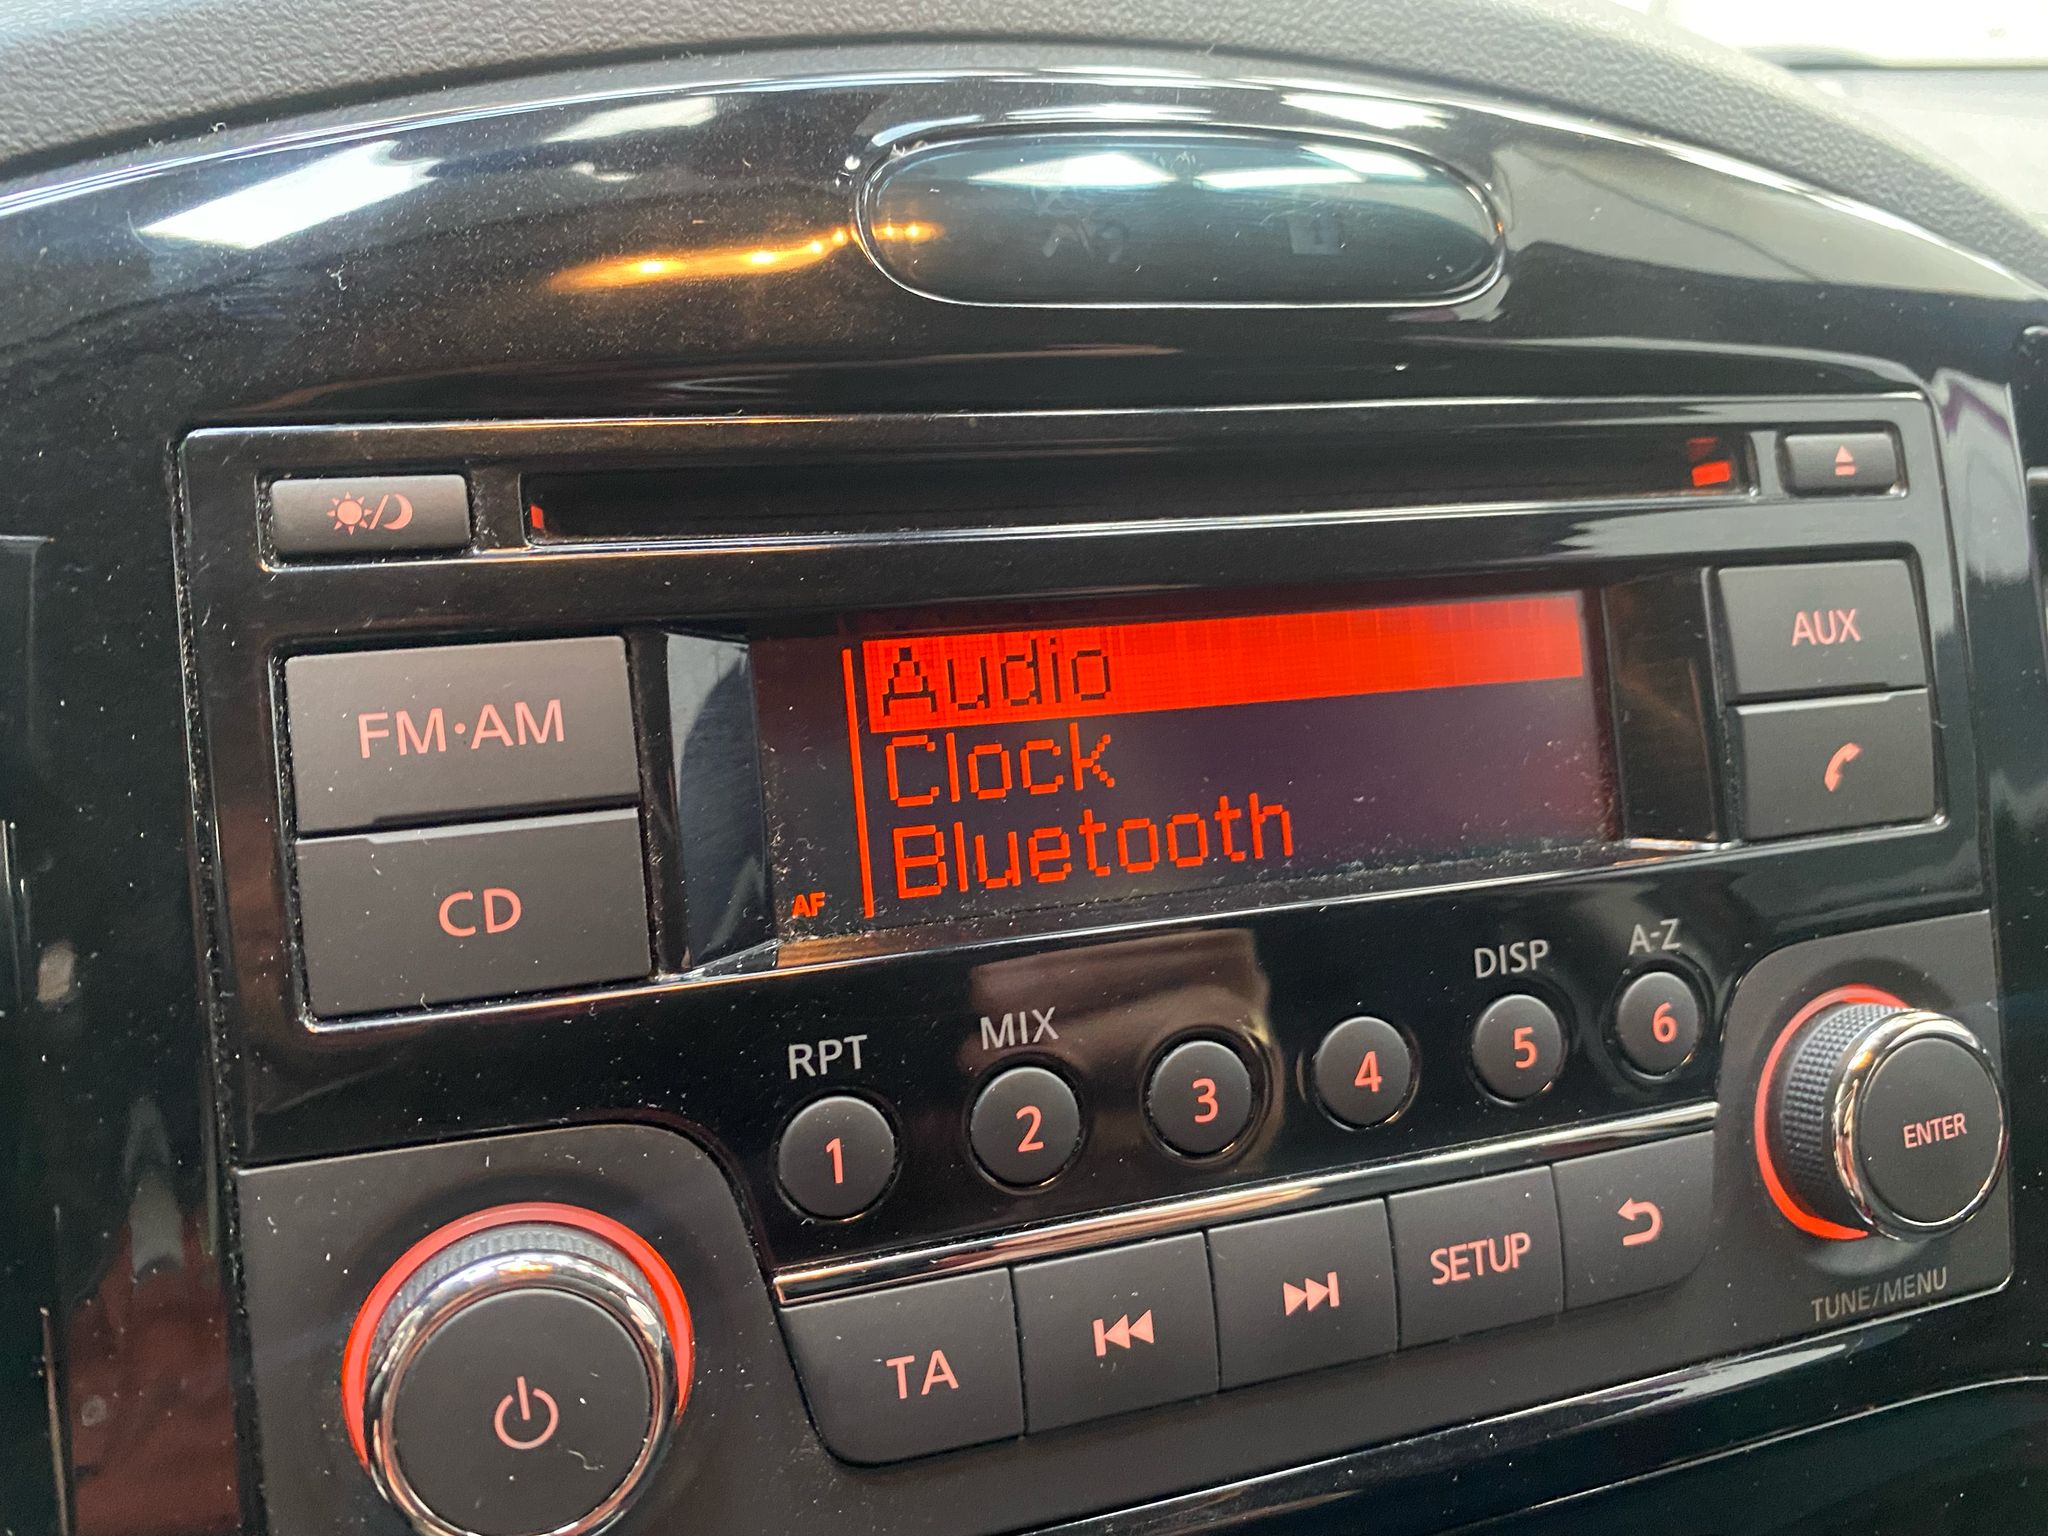 FM·AM
CD
Audio
Clock
Bluetooth
AF
AUX
RPT
MIX
DISP
A-Z
1
2
3
4
5
6
ENTER
TUNE/MENU
TA
SETUP